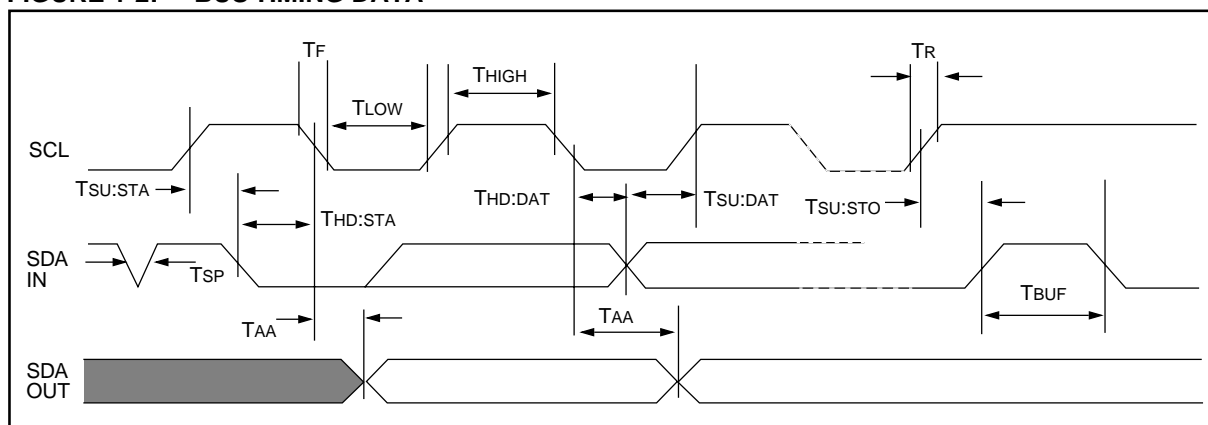 FIGURE 1-2: BUS TIMING DATA
TF
TR
THIGH
TLOW
SCL
TSU:STA
THD:STA
THD:DAT
TSU:DAT
TSU:STO
SDA
IN
TSP
TBUF
TAA
TAA
SDA
OUT